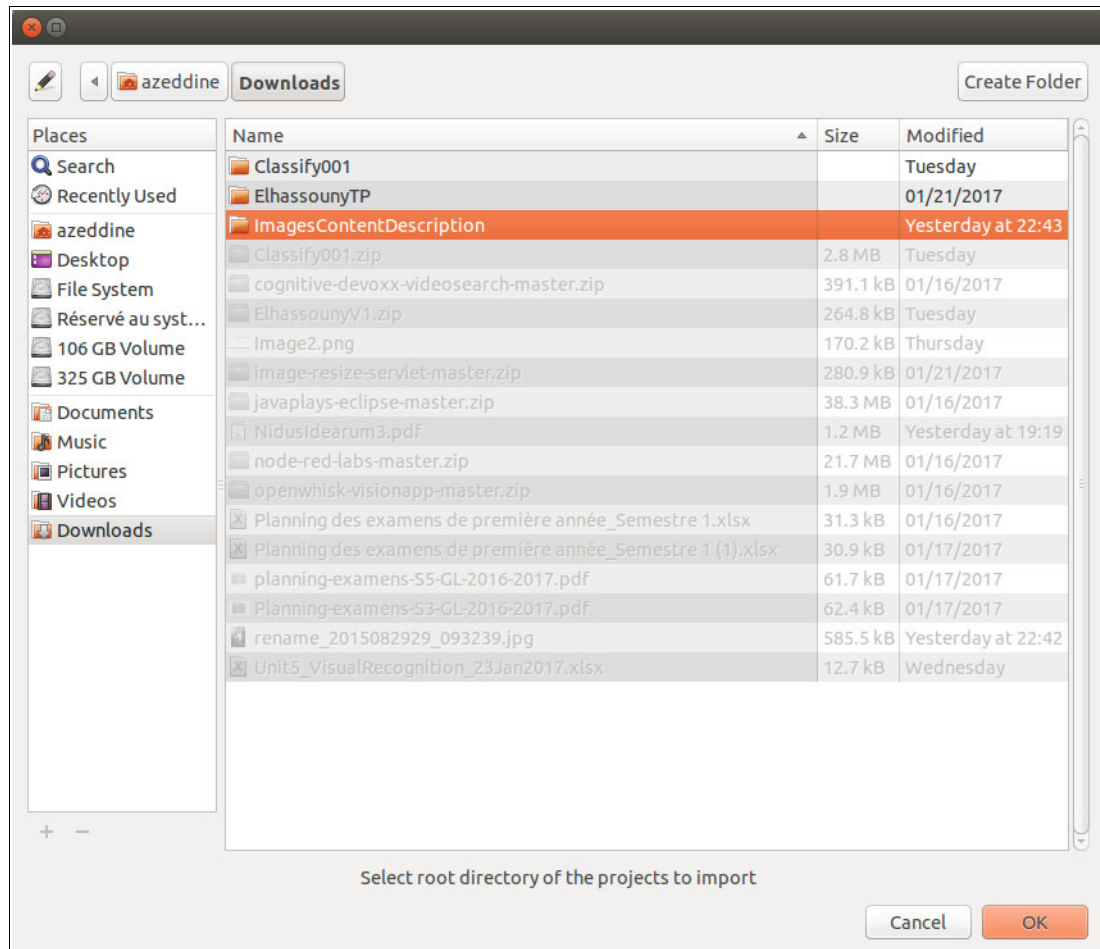 azeddine Downloads Create Folder
Places
Search
Recently Used
azeddine
Desktop
File System
Réservé au syst...
106 GB Volume
325 GB Volume
Documents
Music
Pictures
Videos
Downloads
Name Size Modified
Classify001 Tuesday
ElhassounyTP 01/21/2017
ImagesContentDescription Yesterday at 22:43
Classify001.zip 2.8 MB Tuesday
cognitive-devoxx-videosearch-master.zip 391.1 kB 01/16/2017
ElhassounyV1.zip 264.8 kB Tuesday
Image2.png 170.2 kB Thursday
image-resize-servlet-master.zip 280.9 kB 01/21/2017
javaplays-eclipse-master.zip 38.3 MB 01/16/2017
NidusIdearum3.pdf 1.2 MB Yesterday at 19:19
node-red-labs-master.zip 21.7 MB 01/16/2017
openwhisk-visionapp-master.zip 1.9 MB 01/16/2017
Planning des examens de première année_Semestre 1.xlsx 31.3 kB 01/16/2017
Planning des examens de première année_Semestre 1 (1).xlsx 30.9 kB 01/17/2017
planning-examens-S5-GL-2016-2017.pdf 61.7 kB 01/17/2017
Planning-examens-S3-GL-2016-2017.pdf 62.4 kB 01/17/2017
rename_2015082929_093239.jpg 585.5 kB Yesterday at 22:42
Unit5_VisualRecognition_23Jan2017.xlsx 12.7 kB Wednesday
Select root directory of the projects to import
Cancel OK